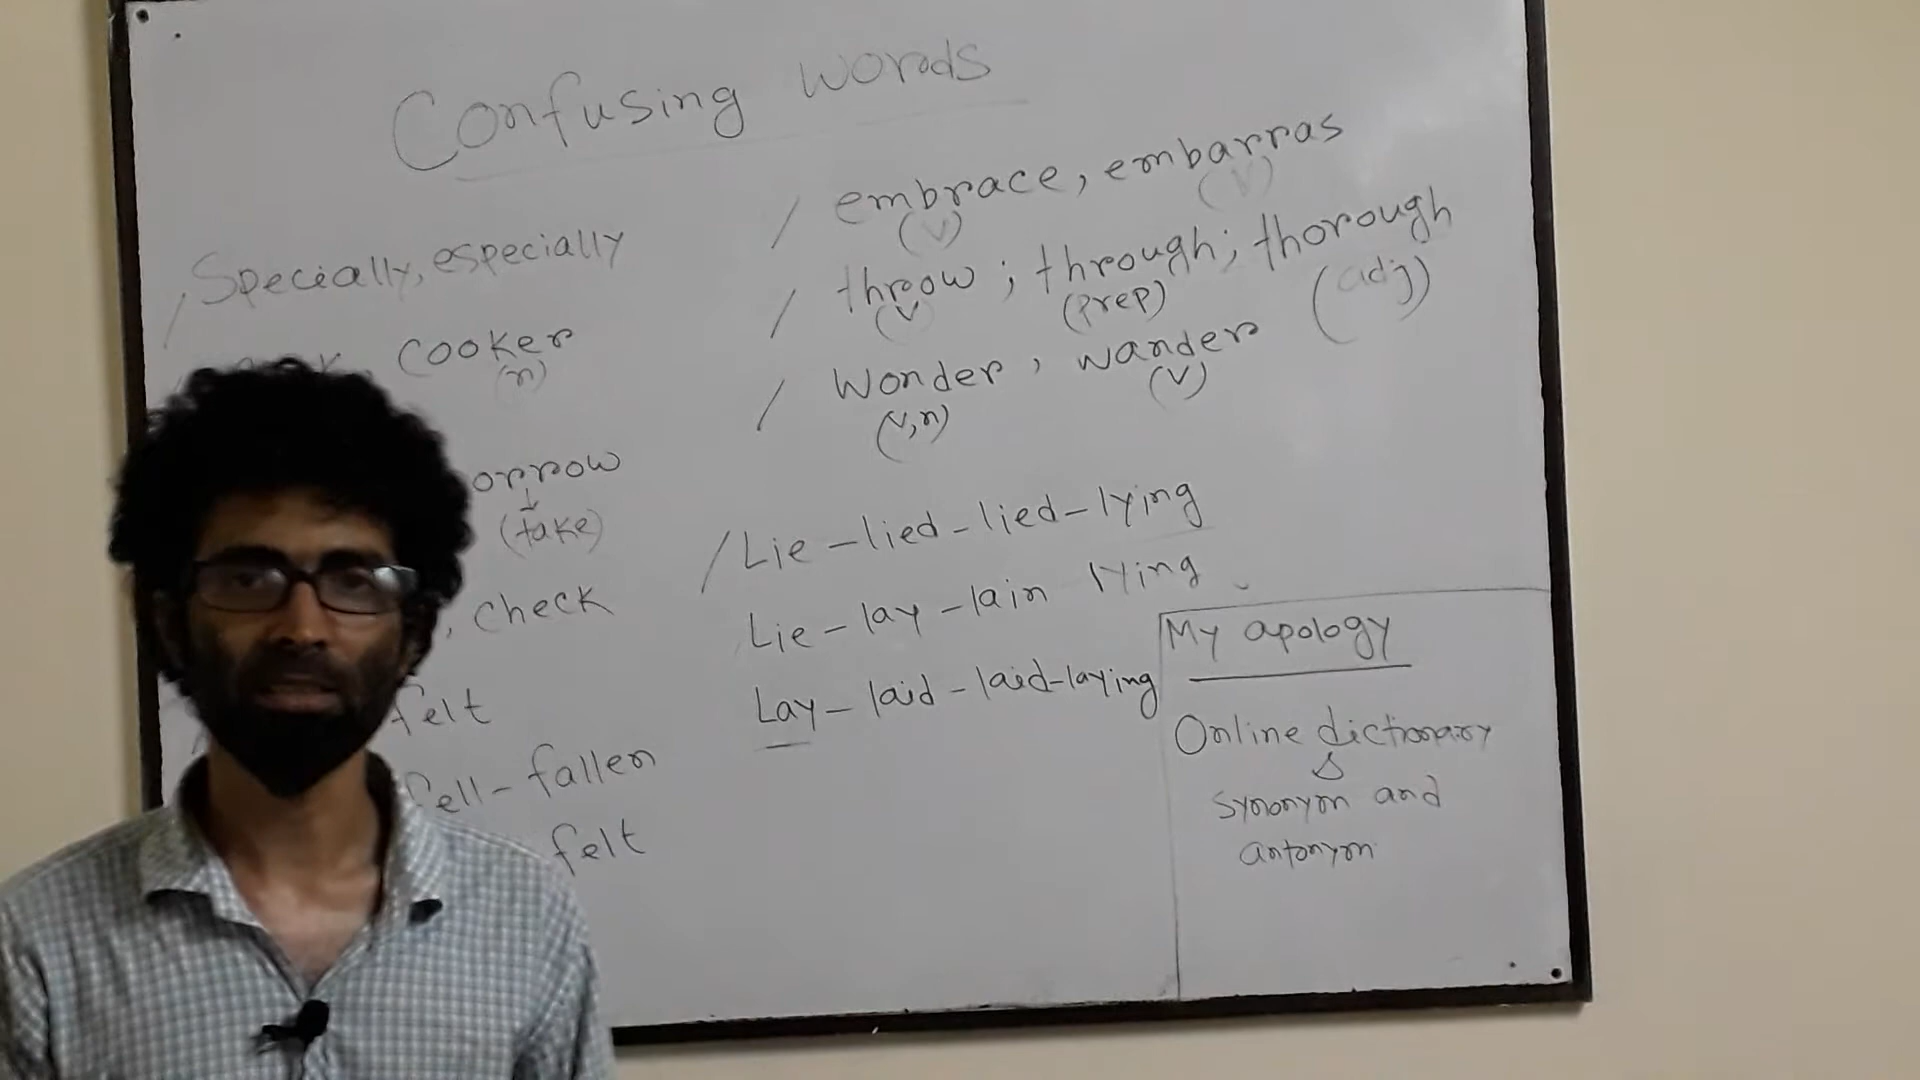 Confusing words
Specially, especially
Cooker
(n)
orrow
(take)
, check
felt
fell - fallen
felt
/ embrace, embarras
(v) (v)
/ throw ; through; thorough
(v) (prep) (adj)
/ Wonder, wander
(v,n) (v)
/ Lie - lied - lied - lying
Lie - lay - lain lying
Lay - laid - laid - laying
My apology
Online dictionary
synonym and
antonym